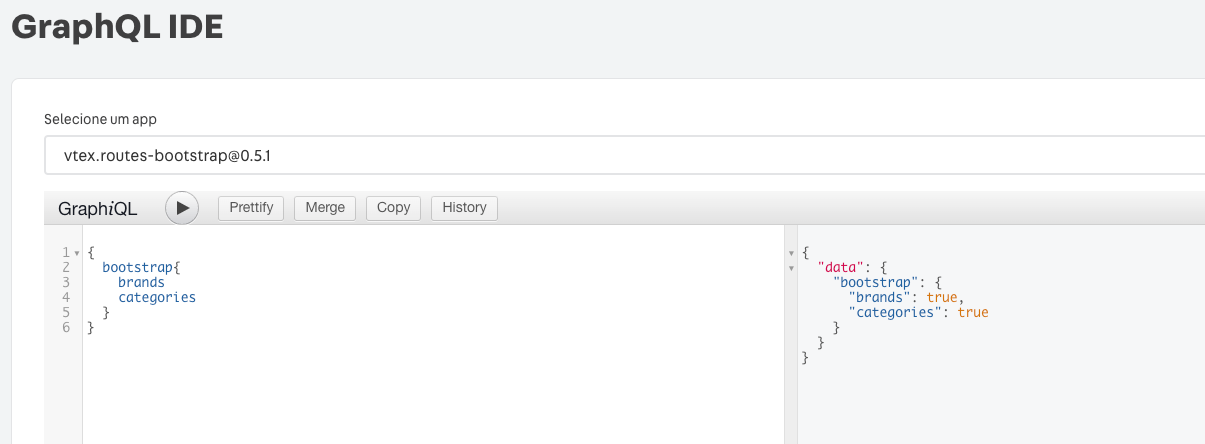 GraphQL IDE
Selecione um app
vtex.routes-bootstrap@0.5.1
GraphiQL Prettify Merge Copy History
1 {
2 bootstrap{
3 brands
4 categories
5 }
6 }
{
"data": {
"bootstrap": {
"brands": true,
"categories": true
}
}
}